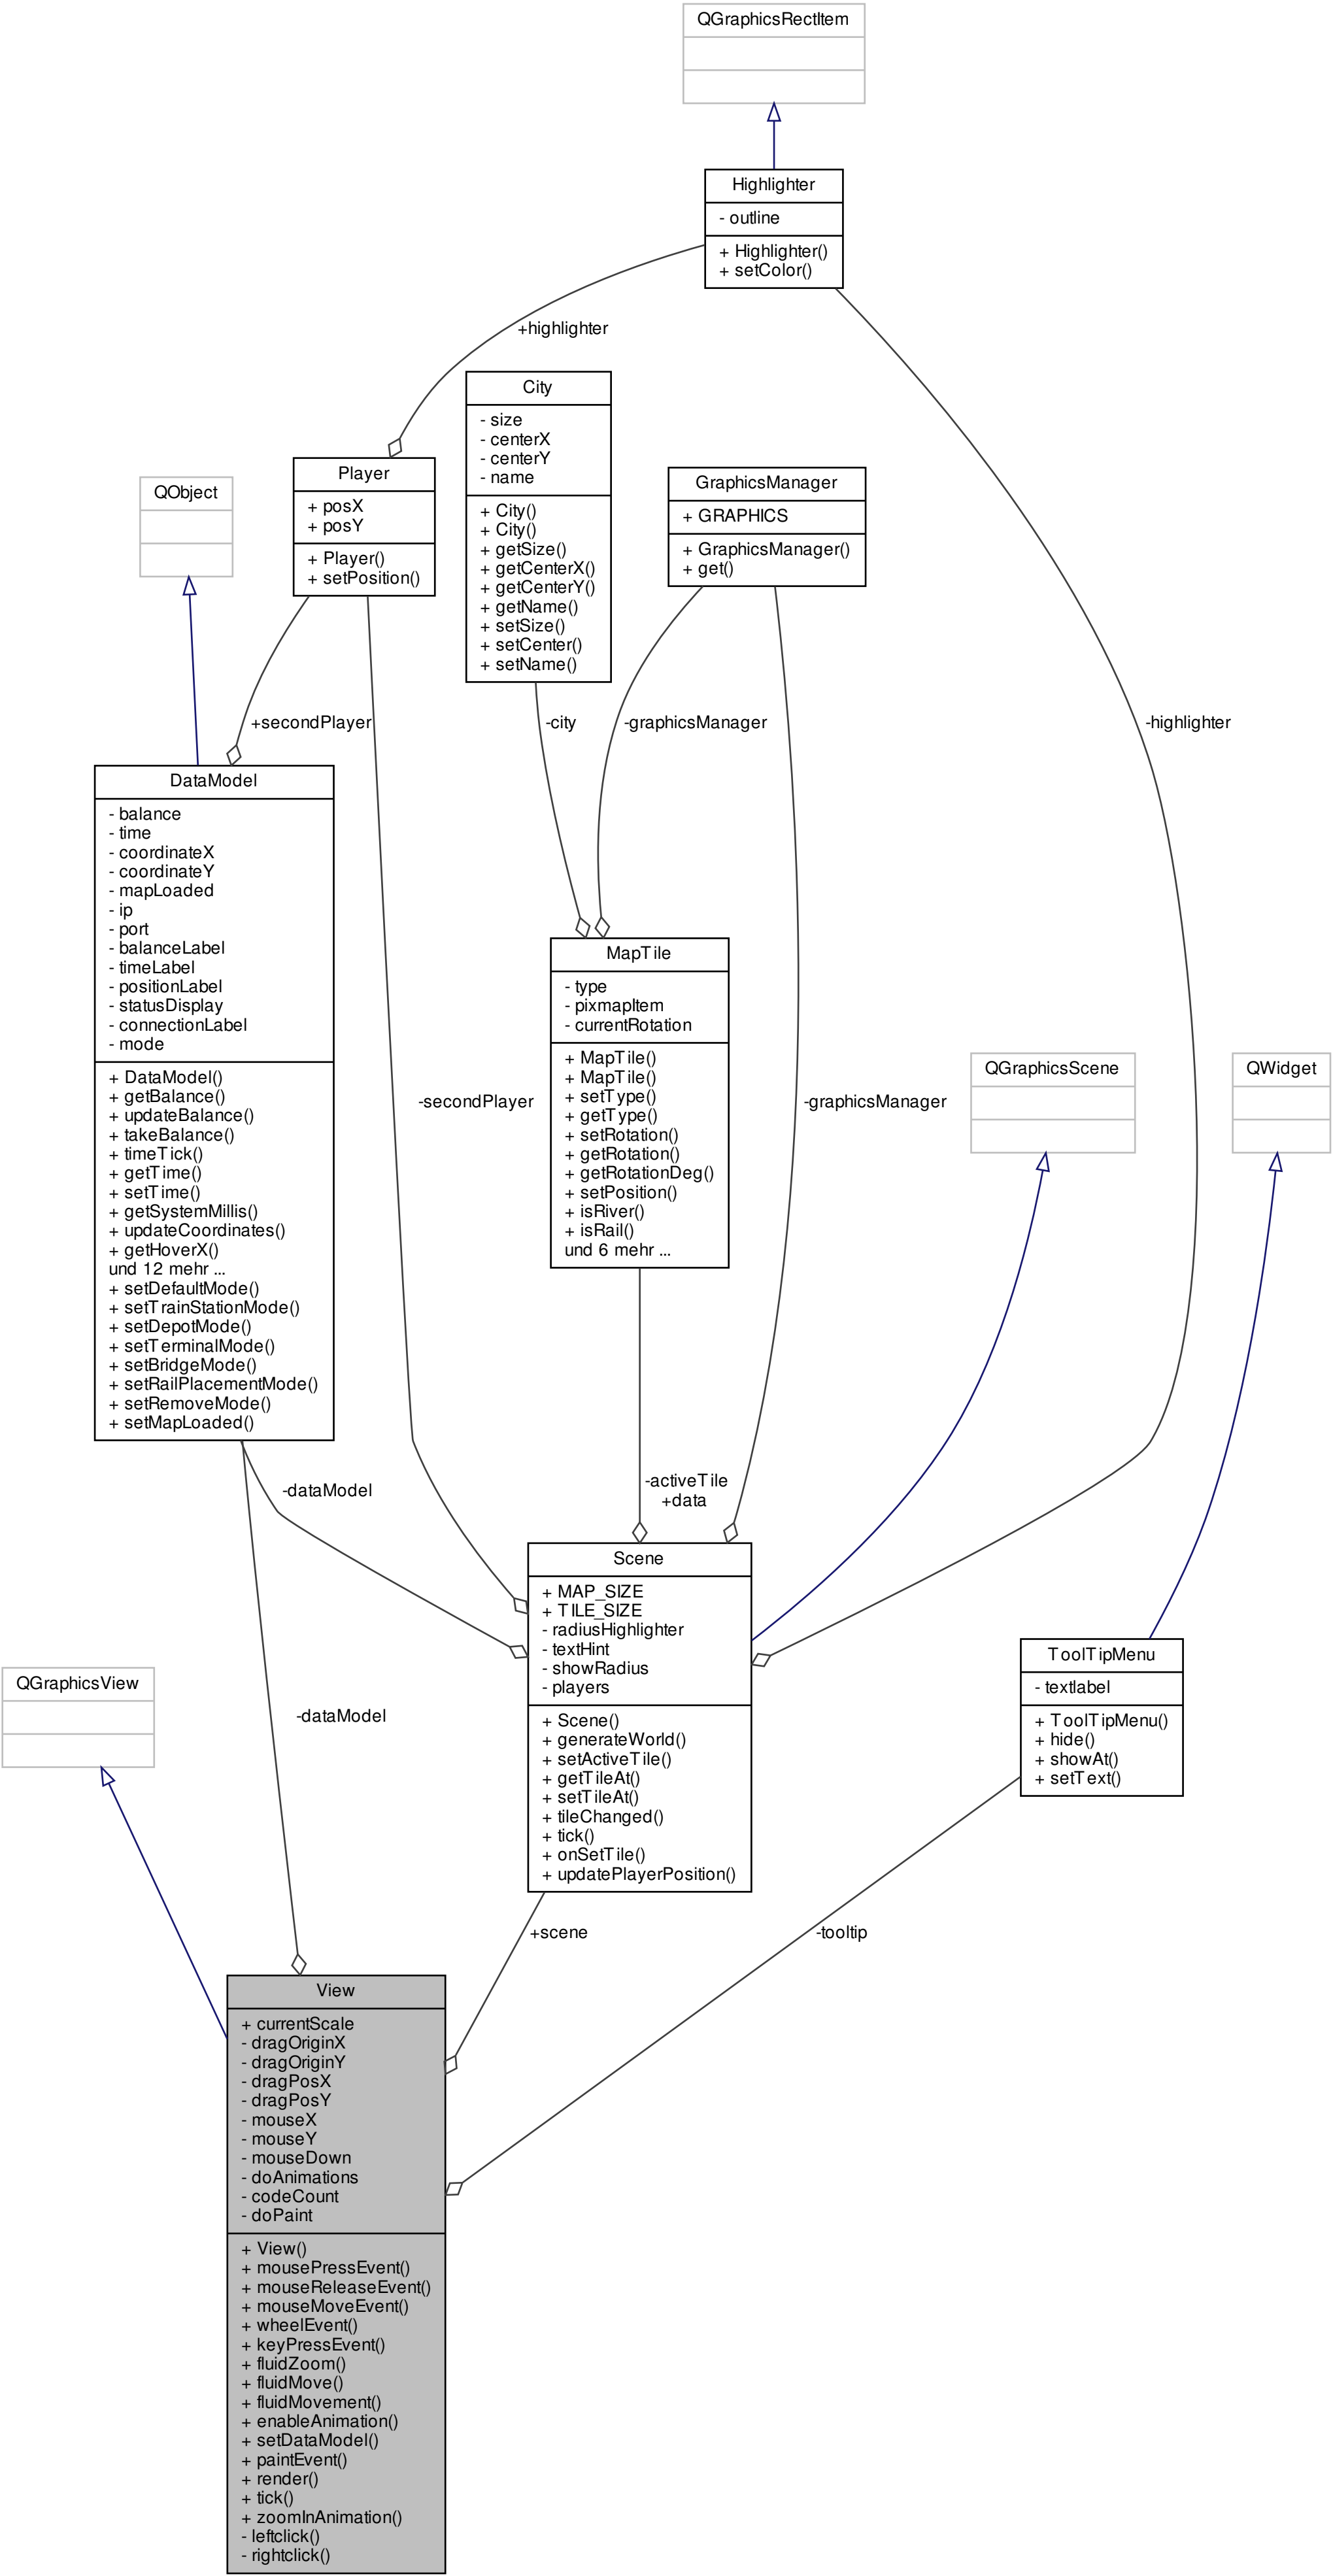 QGraphicsRectItem
Highlighter
- outline
+ Highlighter()
+ setColor()
+highlighter
City
- size
- centerX
- centerY
- name
+ City()
+ City()
+ getSize()
+ getCenterX()
+ getCenterY()
+ getName()
+ setSize()
+ setCenter()
+ setName()
Player
+ posX
+ posY
+ Player()
+ setPosition()
GraphicsManager
+ GRAPHICS
+ GraphicsManager()
+ get()
QObject
+secondPlayer
-city
-graphicsManager
-highlighter
DataModel
- balance
- time
- coordinateX
- coordinateY
- mapLoaded
- ip
- port
- balanceLabel
- timeLabel
- positionLabel
- statusDisplay
- connectionLabel
- mode
+ DataModel()
+ getBalance()
+ updateBalance()
+ takeBalance()
+ timeTick()
+ getTime()
+ setTime()
+ getSystemMillis()
+ updateCoordinates()
+ getHoverX()
und 12 mehr ...
+ setDefaultMode()
+ setTrainStationMode()
+ setDepotMode()
+ setTerminalMode()
+ setBridgeMode()
+ setRailPlacementMode()
+ setRemoveMode()
+ setMapLoaded()
-secondPlayer
MapTile
- type
- pixmapItem
- currentRotation
+ MapTile()
+ MapTile()
+ setType()
+ getType()
+ setRotation()
+ getRotation()
+ getRotationDeg()
+ setPosition()
+ isRiver()
+ isRail()
und 6 mehr ...
-graphicsManager
QGraphicsScene
QWidget
-dataModel
-activeTile
+data
Scene
+ MAP_SIZE
+ TILE_SIZE
- radiusHighlighter
- textHint
- showRadius
- players
+ Scene()
+ generateWorld()
+ setActiveTile()
+ getTileAt()
+ setTileAt()
+ tileChanged()
+ tick()
+ onSetTile()
+ updatePlayerPosition()
ToolTipMenu
- textlabel
+ ToolTipMenu()
+ hide()
+ showAt()
+ setText()
QGraphicsView
-dataModel
+scene
-tooltip
View
+ currentScale
- dragOriginX
- dragOriginY
- dragPosX
- dragPosY
- mouseX
- mouseY
- mouseDown
- doAnimations
- codeCount
- doPaint
+ View()
+ mousePressEvent()
+ mouseReleaseEvent()
+ mouseMoveEvent()
+ wheelEvent()
+ keyPressEvent()
+ fluidZoom()
+ fluidMove()
+ fluidMovement()
+ enableAnimation()
+ setDataModel()
+ paintEvent()
+ render()
+ tick()
+ zoomInAnimation()
- leftclick()
- rightclick()